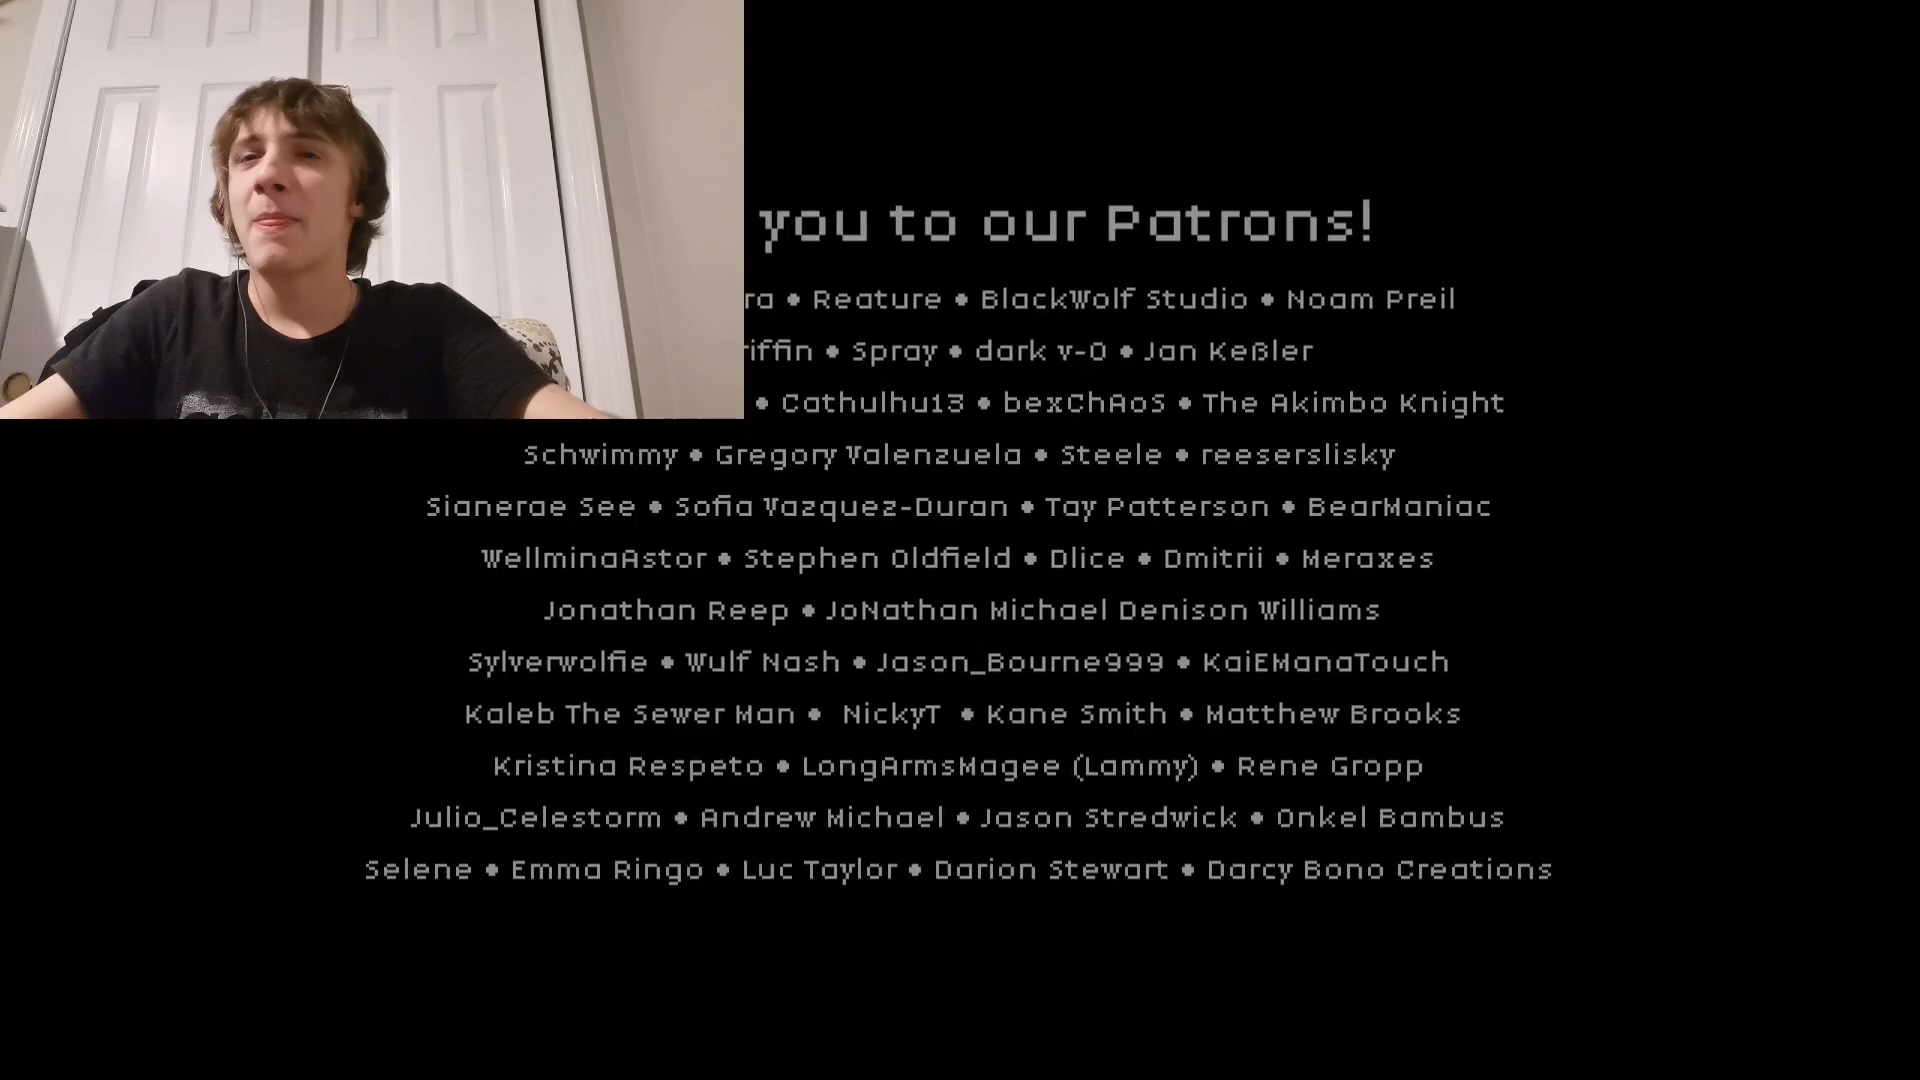 you to our Patrons!
• Reature • BlackWolf Studio • Noam Preil
• Spray • dark v-0 • Jan Keßler
• Cathulhu13 • bexChAoS • The Akimbo Knight
Schwimmy • Gregory Valenzuela • Steele • reeserslisky
Sianerae See • Sofia Vazquez-Duran • Tay Patterson • BearManiac
WellminaAstor • Stephen Oldfield • Dlice • Dmitrii • Meraxes
Jonathan Reep • JoNathan Michael Denison Williams
Sylverwolfie • Wulf Nash • Jason_Bourne999 • KaiEManaTouch
Kaleb The Sewer Man • NickyT • Kane Smith • Matthew Brooks
Kristina Respeto • LongArmsMagee (Lammy) • Rene Gropp
Julio_Celestorm • Andrew Michael • Jason Stredwick • Onkel Bambus
Selene • Emma Ringo • Luc Taylor • Darion Stewart • Darcy Bono Creations